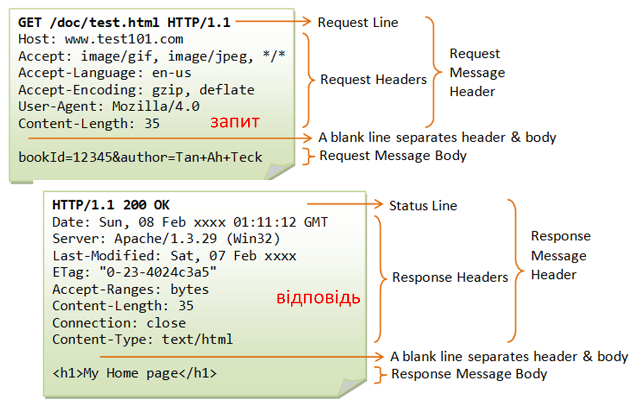 GET /doc/test.html HTTP/1.1
Request Line
Host: www.test101.com
Accept: image/gif, image/jpeg, */*
Accept-Language: en-us
Accept-Encoding: gzip, deflate
User-Agent: Mozilla/4.0
Content-Length: 35
запит
Request Headers
Request
Message
Header
A blank line separates header & body
bookId=12345&author=Tan+Ah+Teck
Request Message Body
HTTP/1.1 200 OK
Status Line
Date: Sun, 08 Feb xxxx 01:11:12 GMT
Server: Apache/1.3.29 (Win32)
Last-Modified: Sat, 07 Feb xxxx
ETag: "0-23-4024c3a5"
Accept-Ranges: bytes
Content-Length: 35
Connection: close
Content-Type: text/html
відповідь
Response Headers
Response
Message
Header
A blank line separates header & body
<h1>My Home page</h1>
Response Message Body